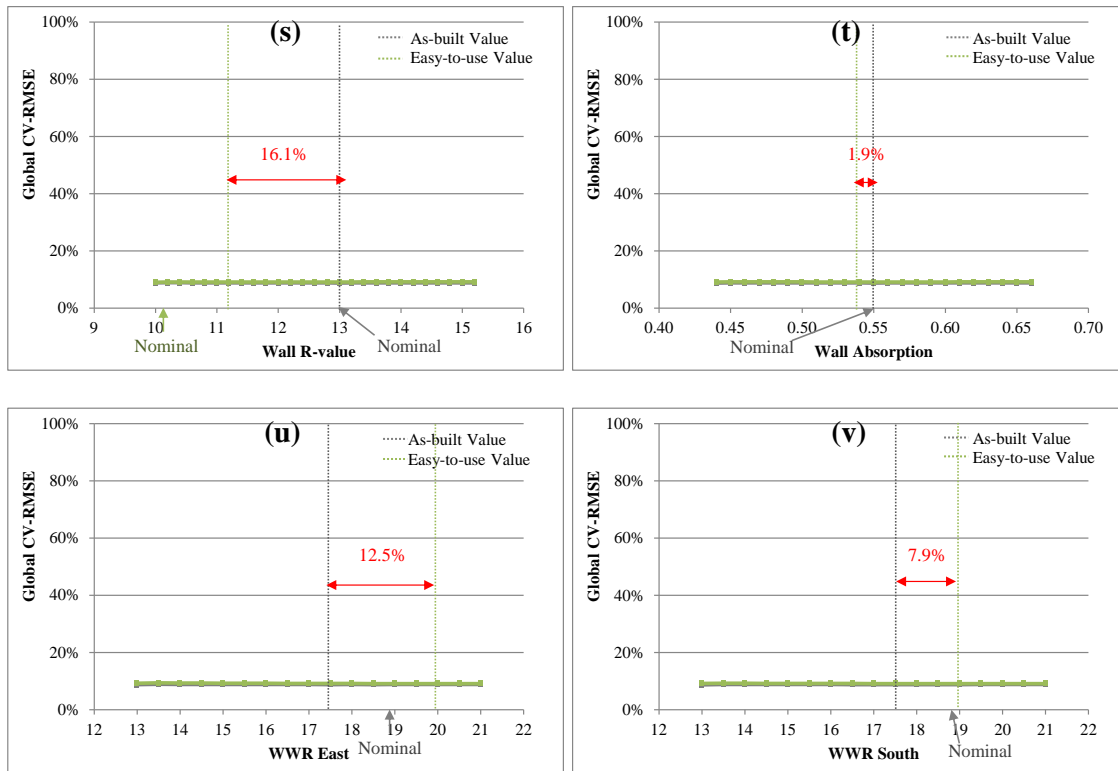 (s)
As-built Value
Easy-to-use Value
Global CV-RMSE
100%
80%
60%
40%
20%
0%
16.1%
9 10 11 12 13 14 15 16
Nominal
Nominal
Wall R-value
(t)
As-built Value
Easy-to-use Value
Global CV-RMSE
100%
80%
60%
40%
20%
0%
1.9%
0.40 0.45 0.50 0.55 0.60 0.65 0.70
Nominal
Wall Absorption
(u)
As-built Value
Easy-to-use Value
Global CV-RMSE
100%
80%
60%
40%
20%
0%
12.5%
12 13 14 15 16 17 18 19 20 21 22
Nominal
WWR East
(v)
As-built Value
Easy-to-use Value
Global CV-RMSE
100%
80%
60%
40%
20%
0%
7.9%
12 13 14 15 16 17 18 19 20 21 22
Nominal
WWR South